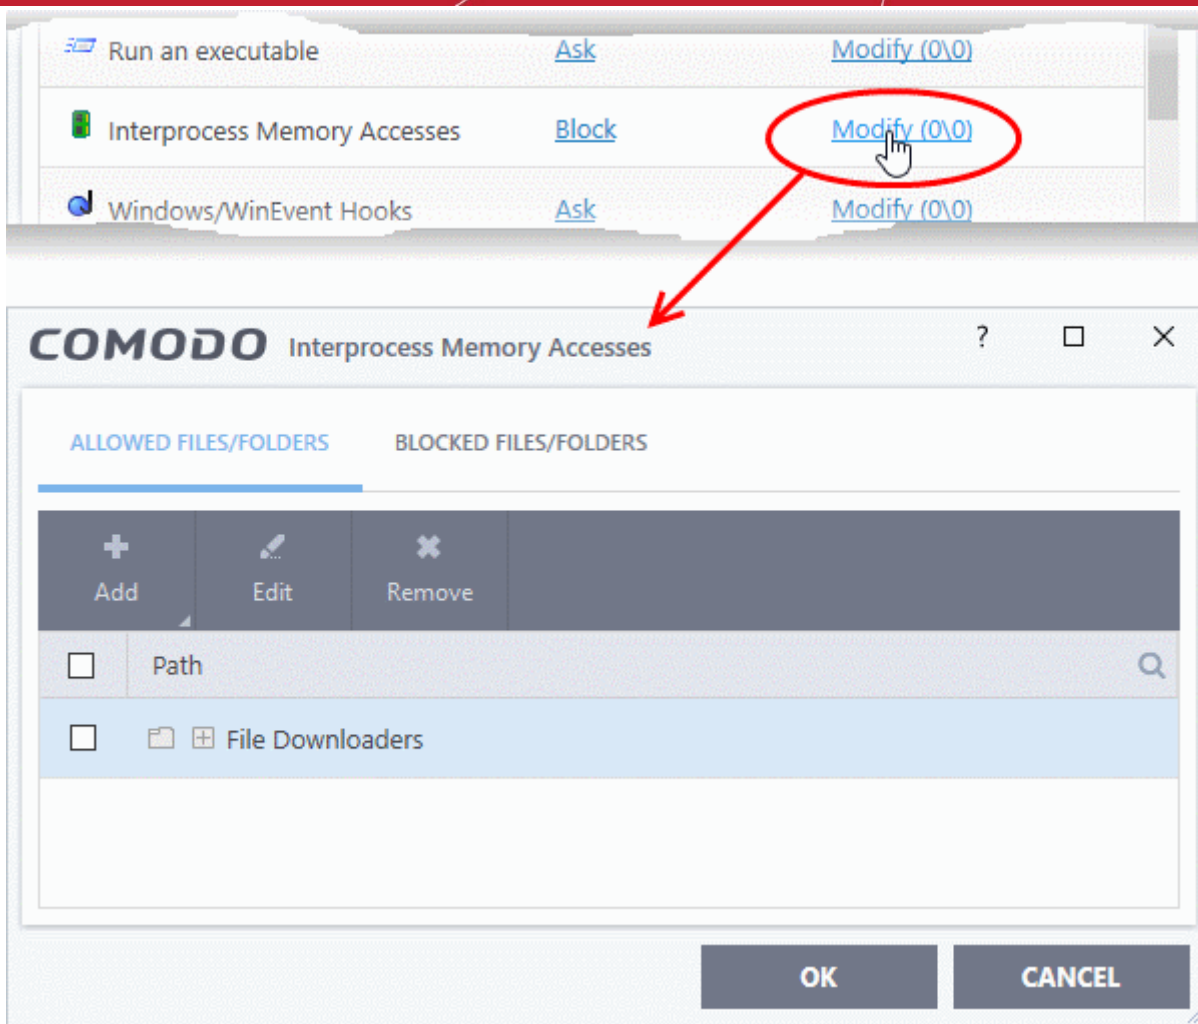 Run an executable Ask Modify (0\0)
Interprocess Memory Accesses Block Modify (0\0)
Windows/WinEvent Hooks Ask Modify (0\0)
COMODO Interprocess Memory Accesses ?
ALLOWED FILES/FOLDERS BLOCKED FILES/FOLDERS
Add Edit Remove
Path
File Downloaders
OK CANCEL